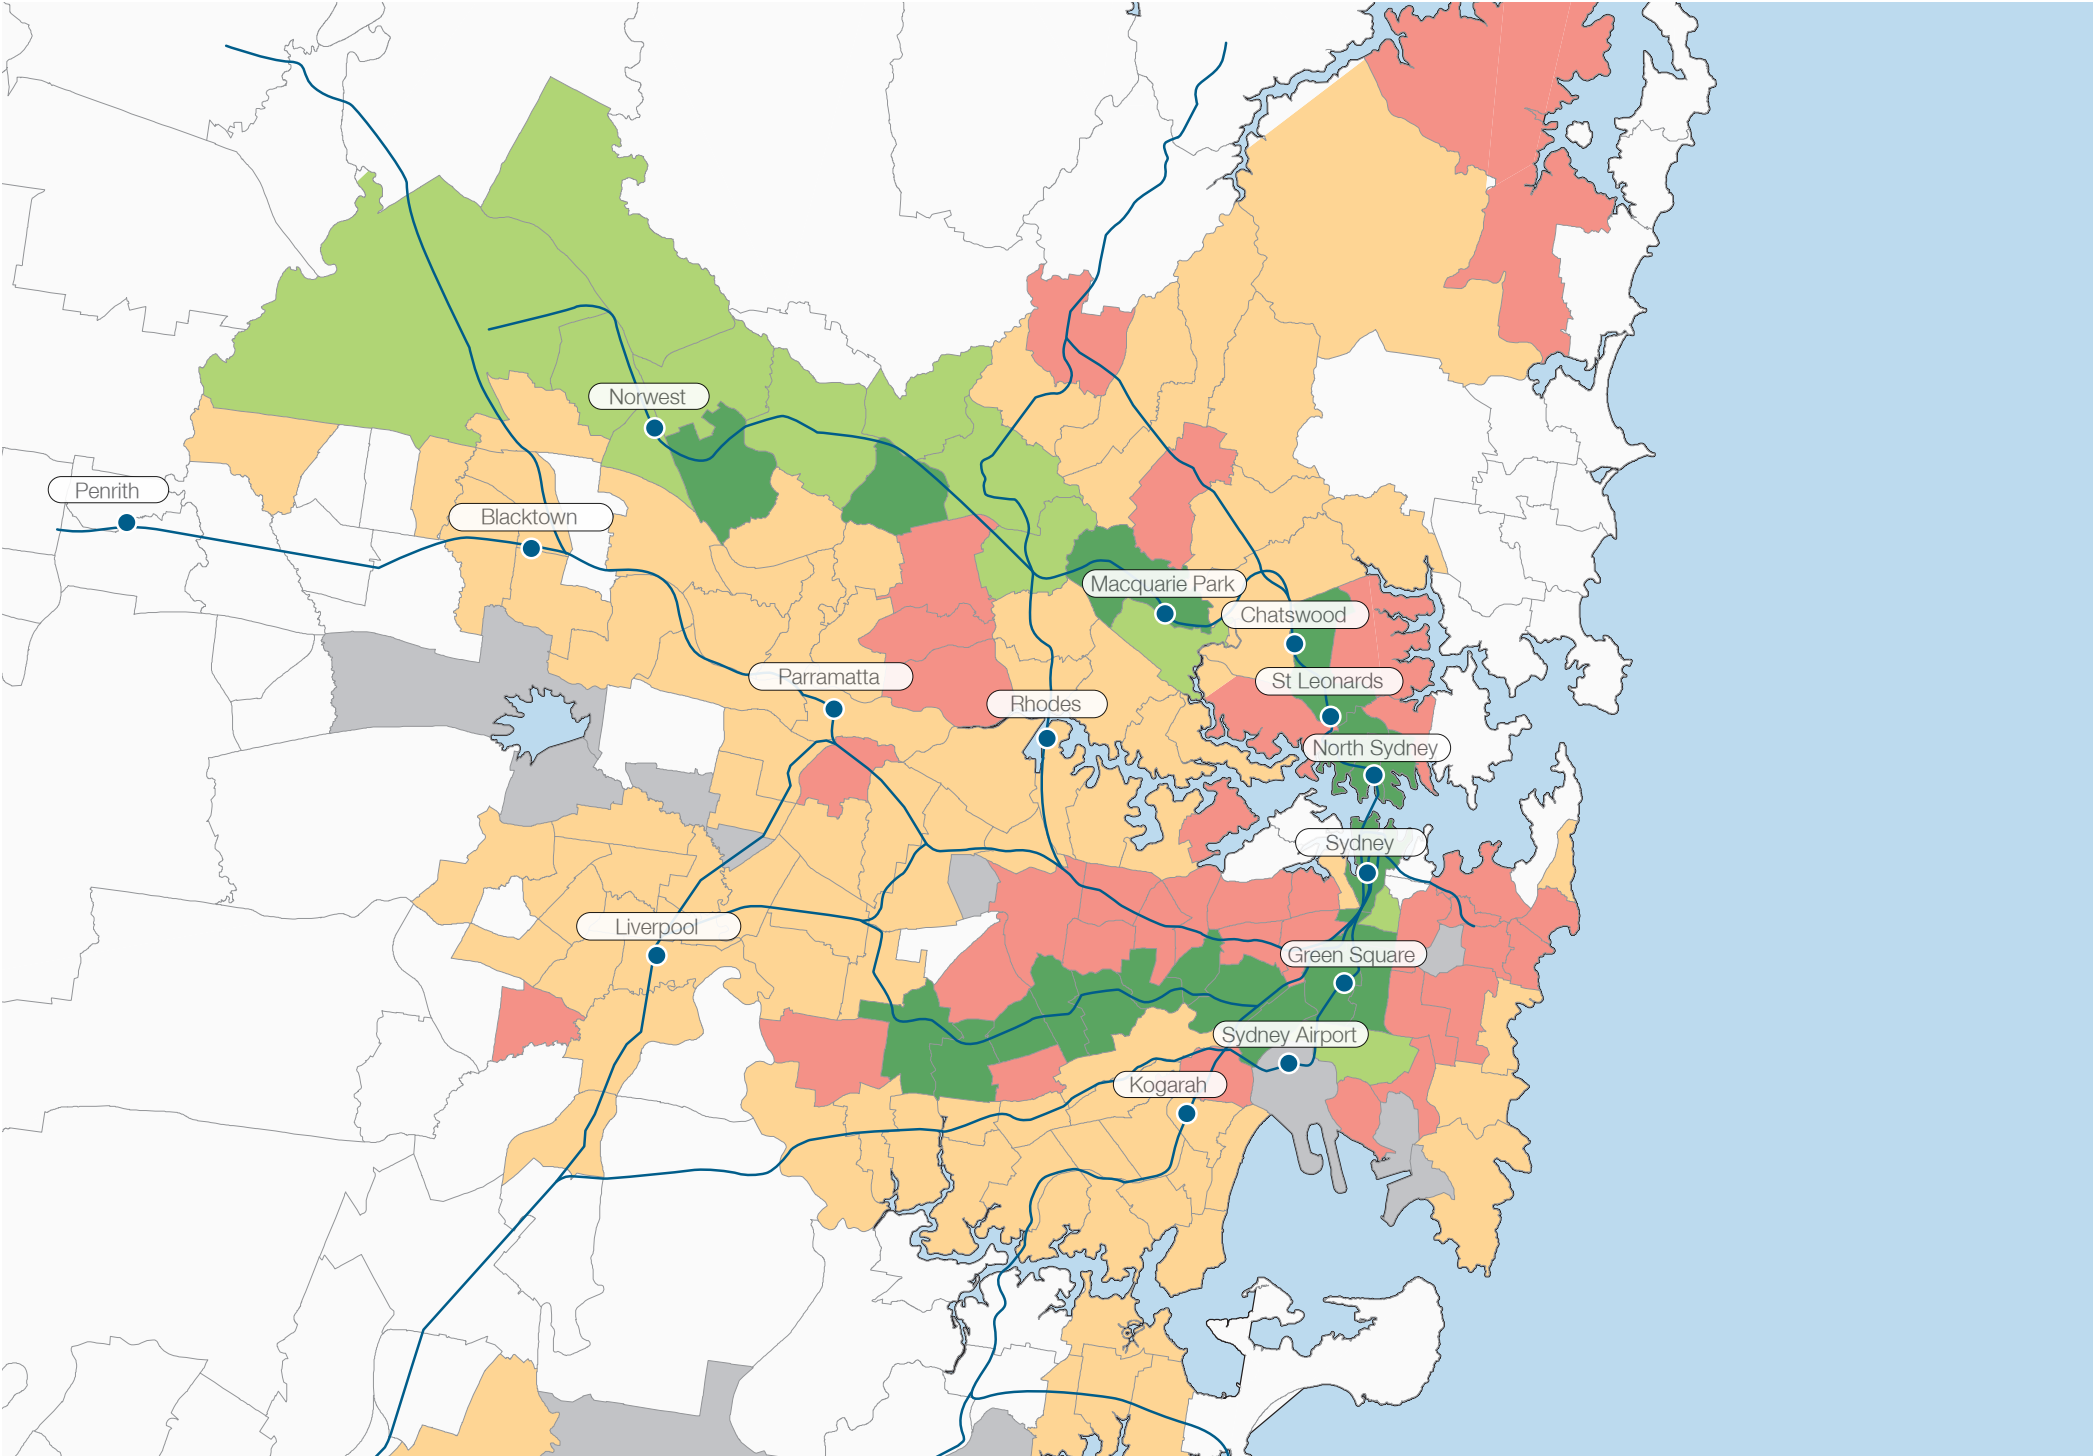 Norwest
Penrith
Blacktown
Macquarie Park
Chatswood
Parramatta
St Leonards
Rhodes
North Sydney
Sydney
Liverpool
Green Square
Sydney Airport
Kogarah